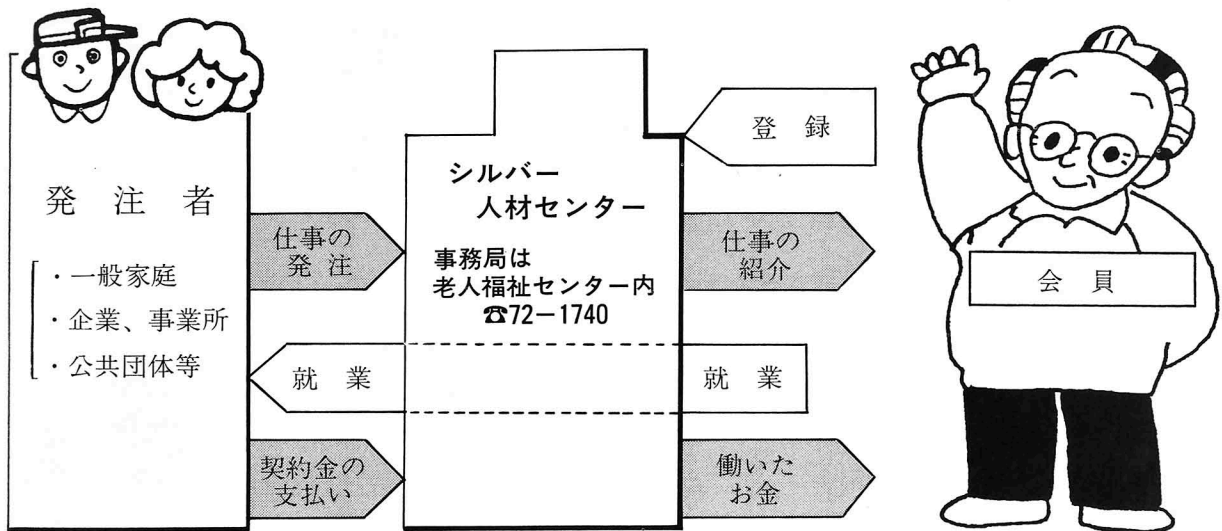 発注者
・一般家庭
・企業、事業所
・公共団体等
仕事の
発注
就業
契約金の
支払い
シルバー
人材センター
事務局は
老人福祉センター内
☎72－1740
登録
仕事の
紹介
就業
働いた
お金
会員